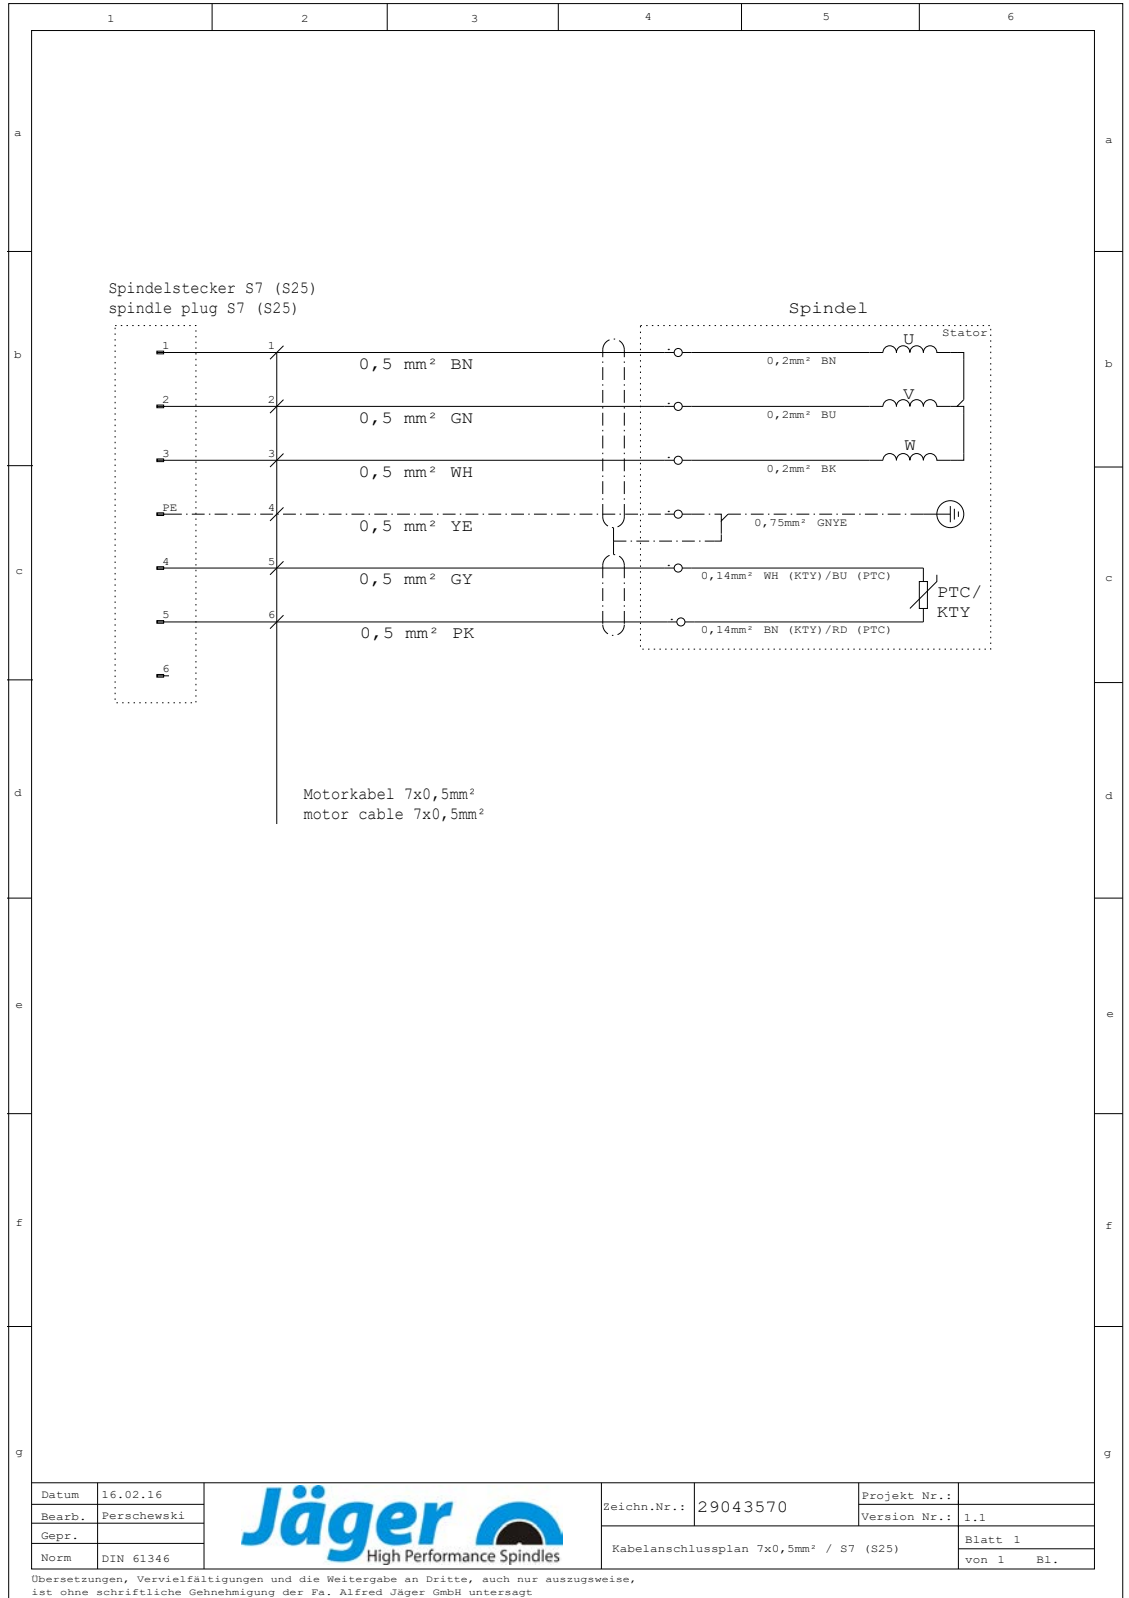 1 2 3 4 5 6
a a
Spindelstecker S7 (S25)
spindle plug S7 (S25)
Spindel
Stator
b b
1 1 0,5 mm² BN 0,2mm² BN U
2 2 0,5 mm² GN 0,2mm² BU V
3 3 0,5 mm² WH 0,2mm² BK W
PE 4 0,5 mm² YE 0,75mm² GNYE
c c
4 5 0,5 mm² GY 0,14mm² WH (KTY)/BU (PTC)
PTC/
KTY
5 6 0,5 mm² PK 0,14mm² BN (KTY)/RD (PTC)
6
d d
Motorkabel 7x0,5mm²
motor cable 7x0,5mm²
e e
f f
g g
Datum 16.02.16
Bearb. Perschewski
Gepr.
Norm DIN 61346
Jäger
High Performance Spindles
Zeichn.Nr.: 29043570
Kabelanschlussplan 7x0,5mm² / S7 (S25)
Projekt Nr.:
Version Nr.: 1.1
Blatt 1
von 1 Bl.
Übersetzungen, Vervielfältigungen und die Weitergabe an Dritte, auch nur auszugsweise,
ist ohne schriftliche Gehnehmigung der Fa. Alfred Jäger GmbH untersagt